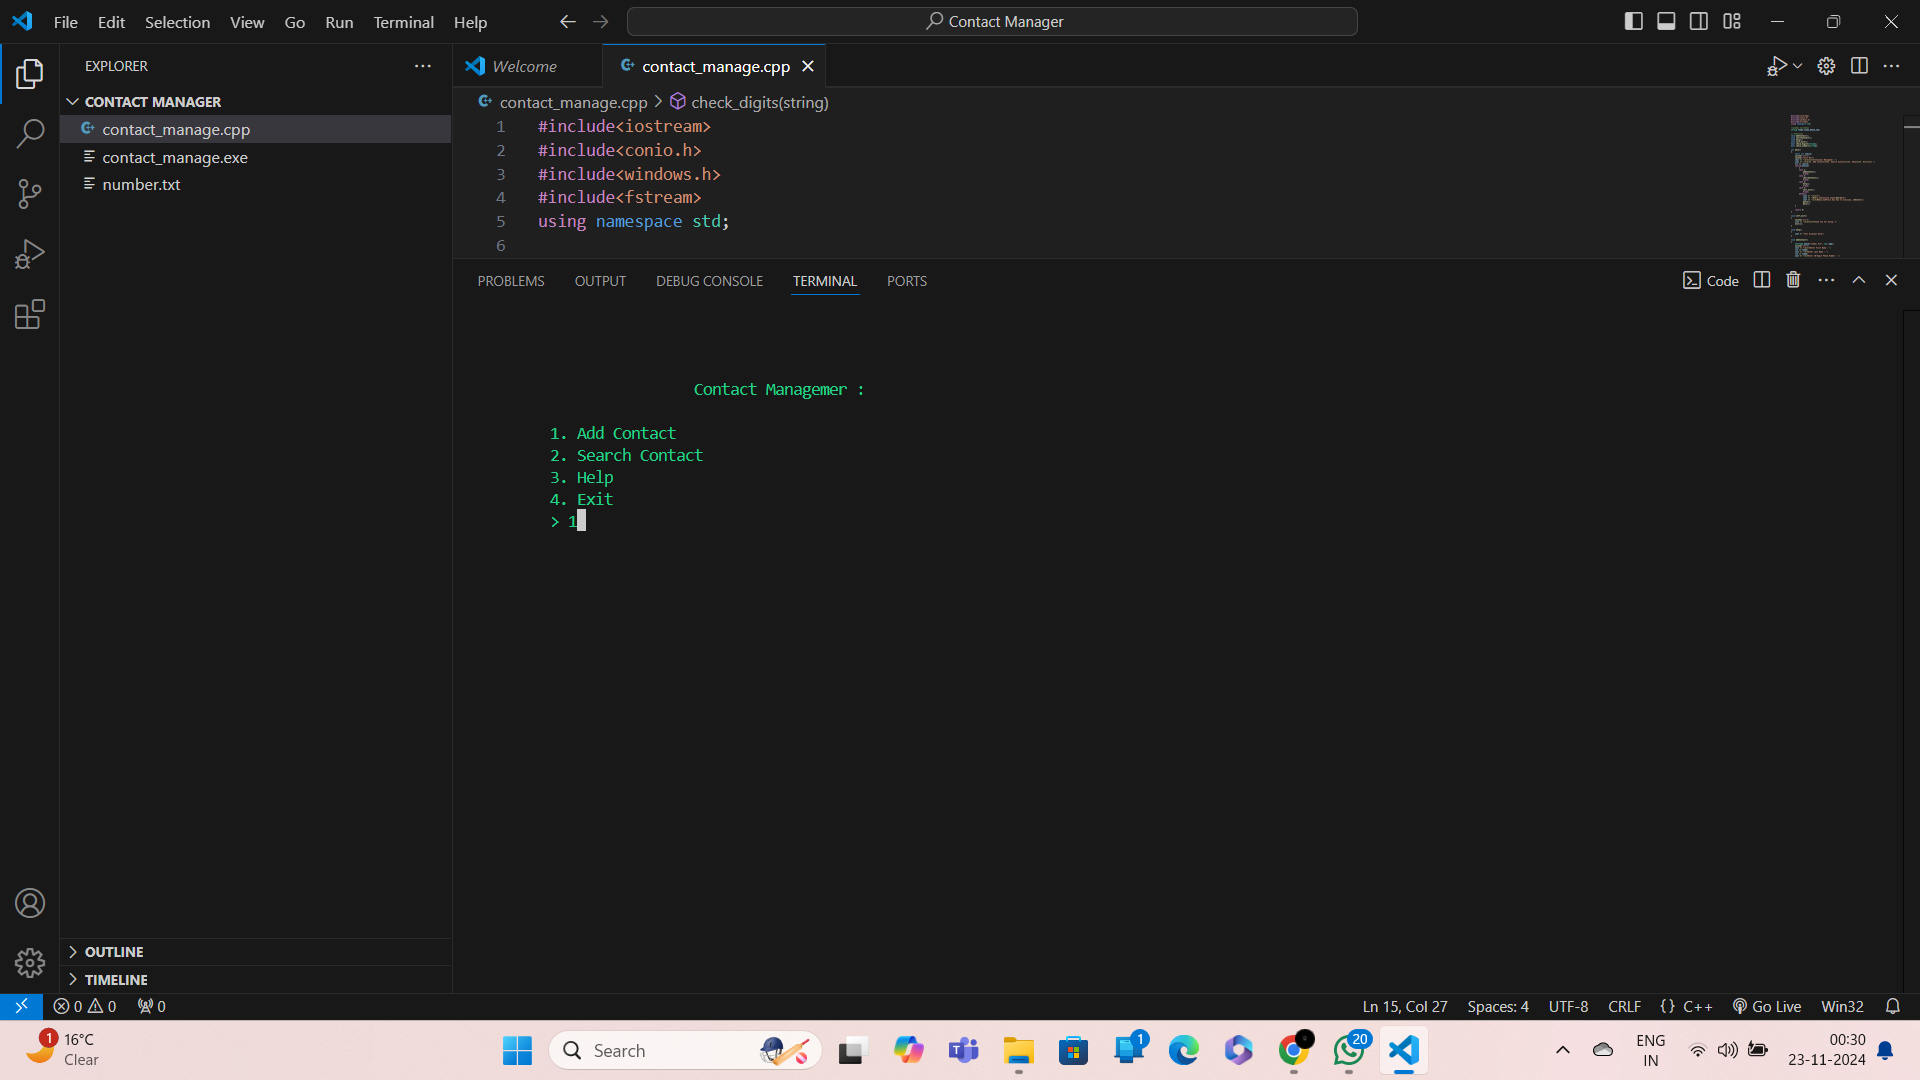 File Edit Selection View Go Run Terminal Help
Contact Manager
EXPLORER
Welcome
contact_manage.cpp
CONTACT MANAGER
contact_manage.cpp
contact_manage.exe
number.txt
contact_manage.cpp > check_digits(string)
1 #include<iostream>
2 #include<conio.h>
3 #include<windows.h>
4 #include<fstream>
5 using namespace std;
6
PROBLEMS OUTPUT DEBUG CONSOLE TERMINAL PORTS
Code
Contact Managemer :
1. Add Contact
2. Search Contact
3. Help
4. Exit
> 1
OUTLINE
TIMELINE
0 0 0
Ln 15, Col 27 Spaces: 4 UTF-8 CRLF {} C++ Go Live Win32
1
16°C
Clear
Search
1
20
ENG
IN
00:30
23-11-2024